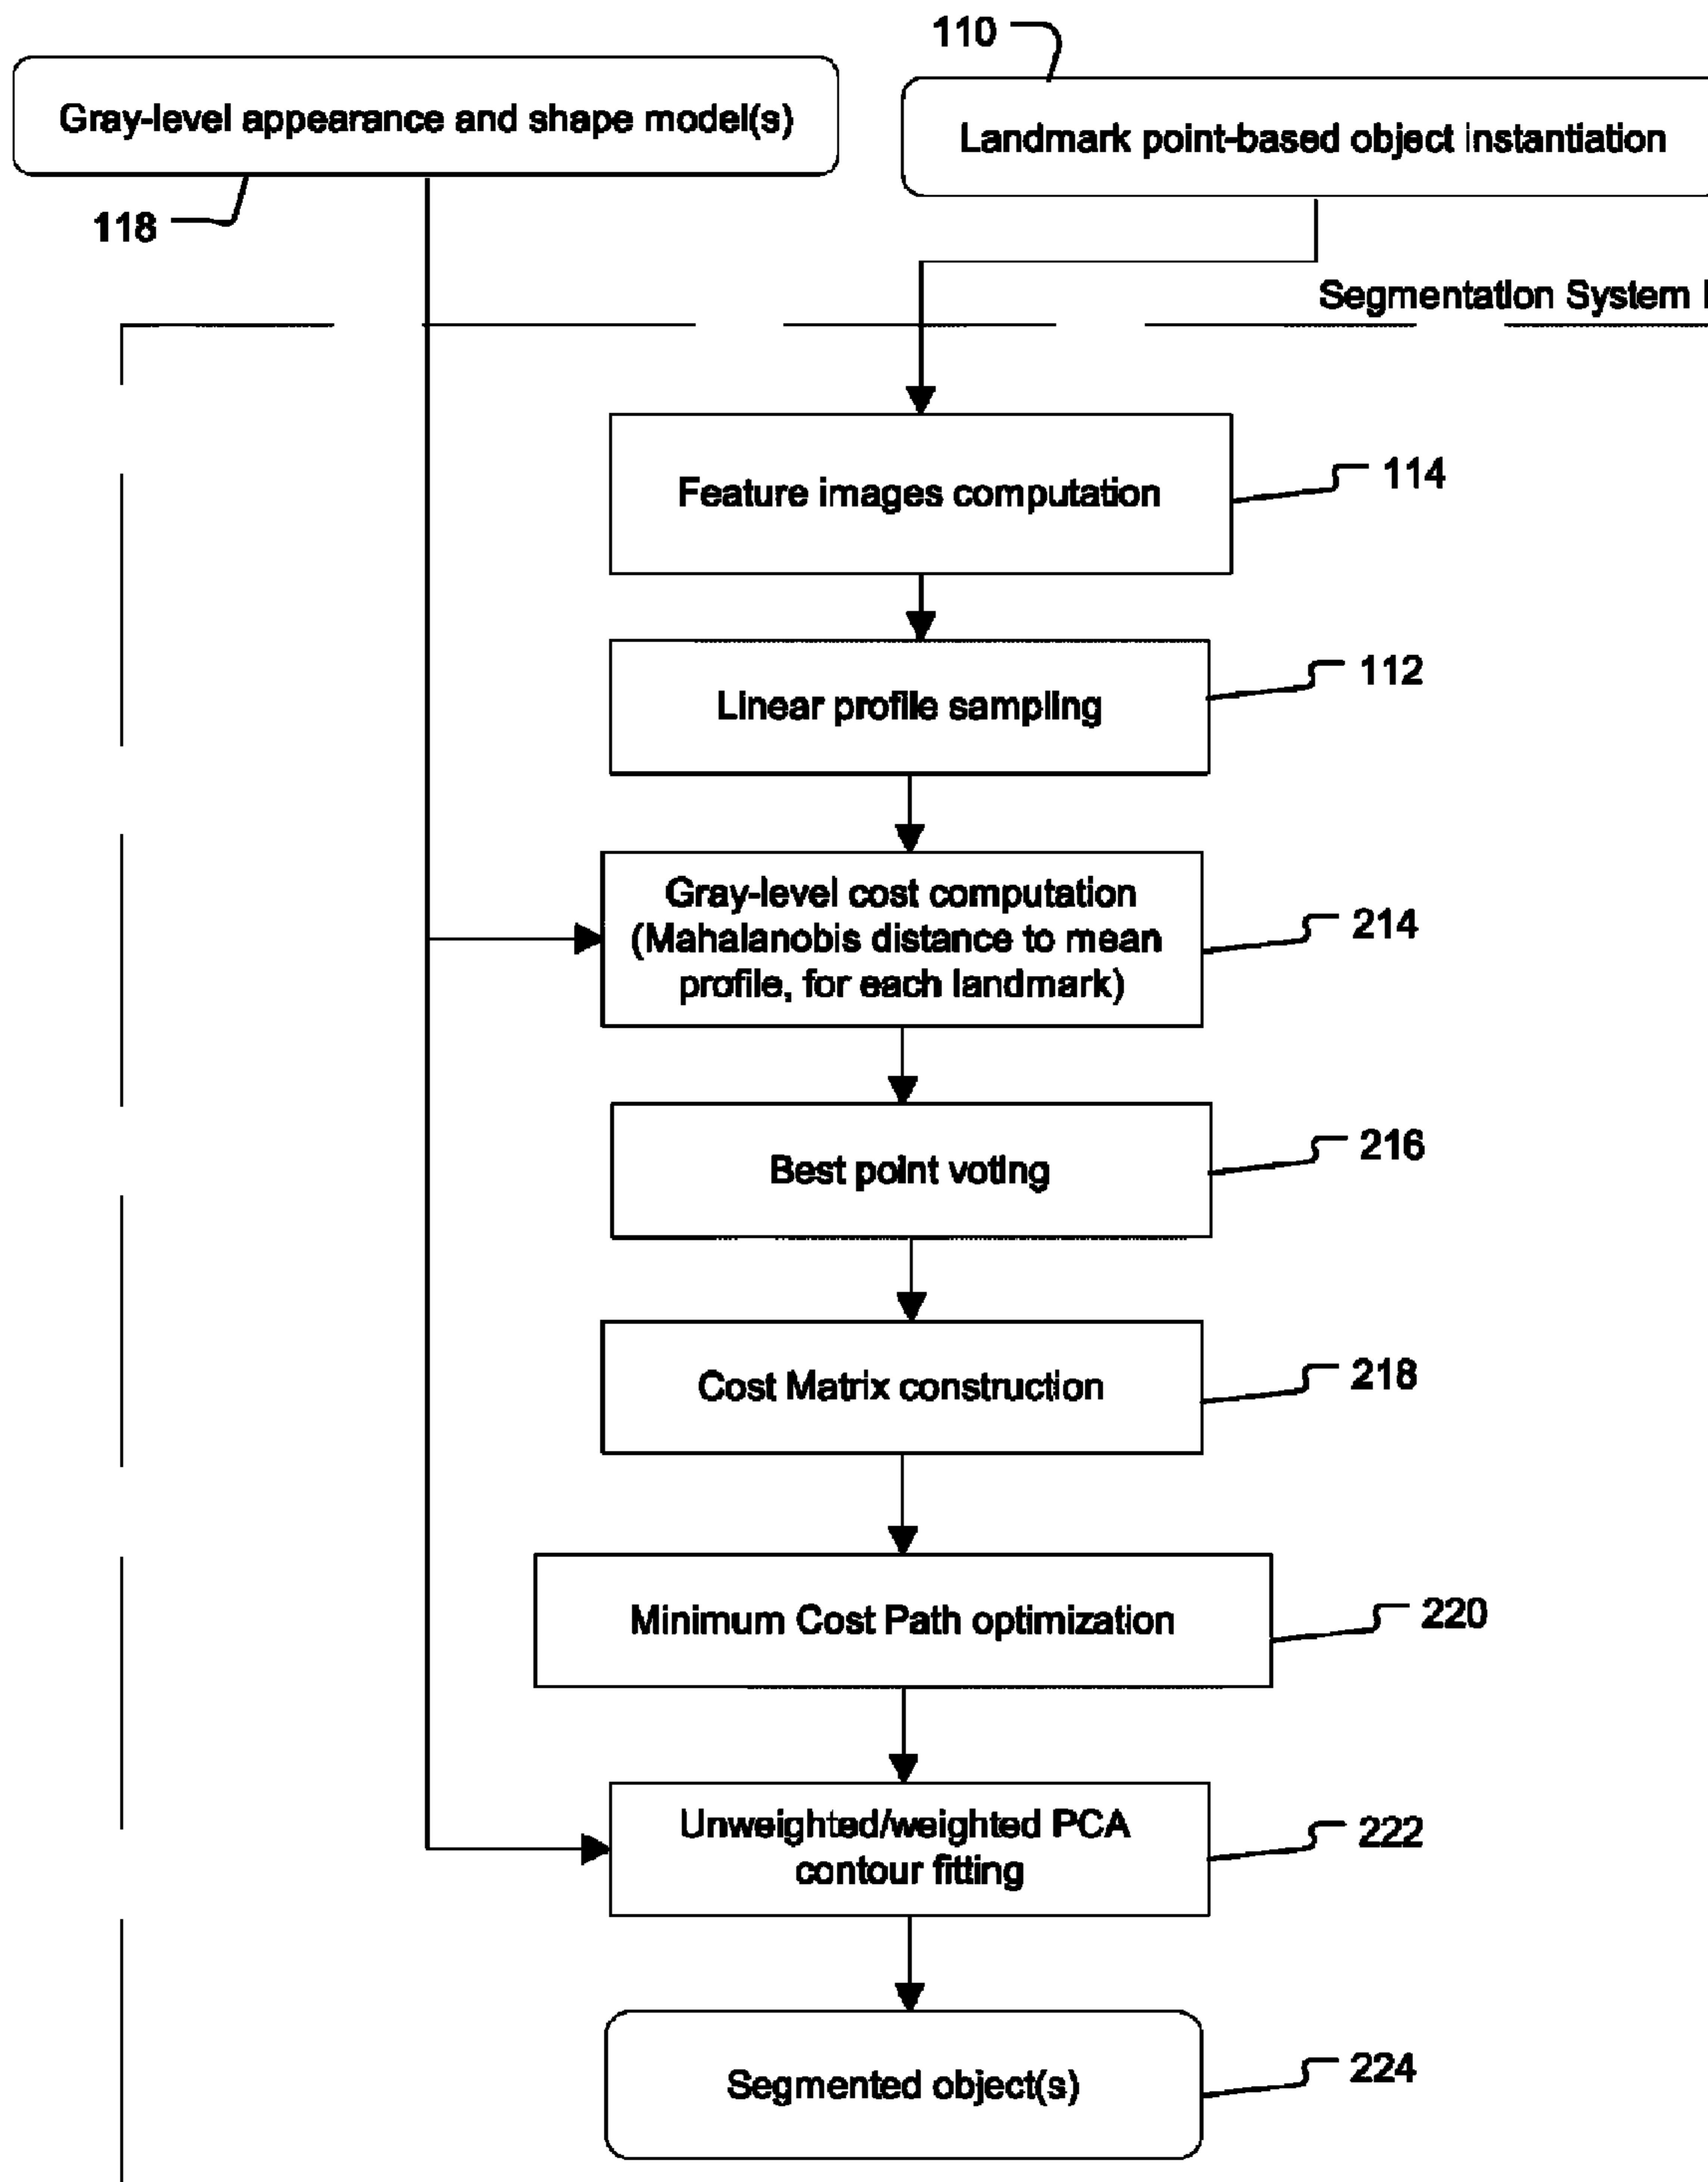 110
Gray-level appearance and shape model(s)
Landmark point-based object instantiation
118
Segmentation System
Feature images computation
114
Linear profile sampling
112
Gray-level cost computation
(Mahalanobis distance to mean
profile, for each landmark)
214
Best point voting
216
Cost Matrix construction
218
Minimum Cost Path optimization
220
Unweighted/weighted PCA
contour fitting
222
Segmented object(s)
224